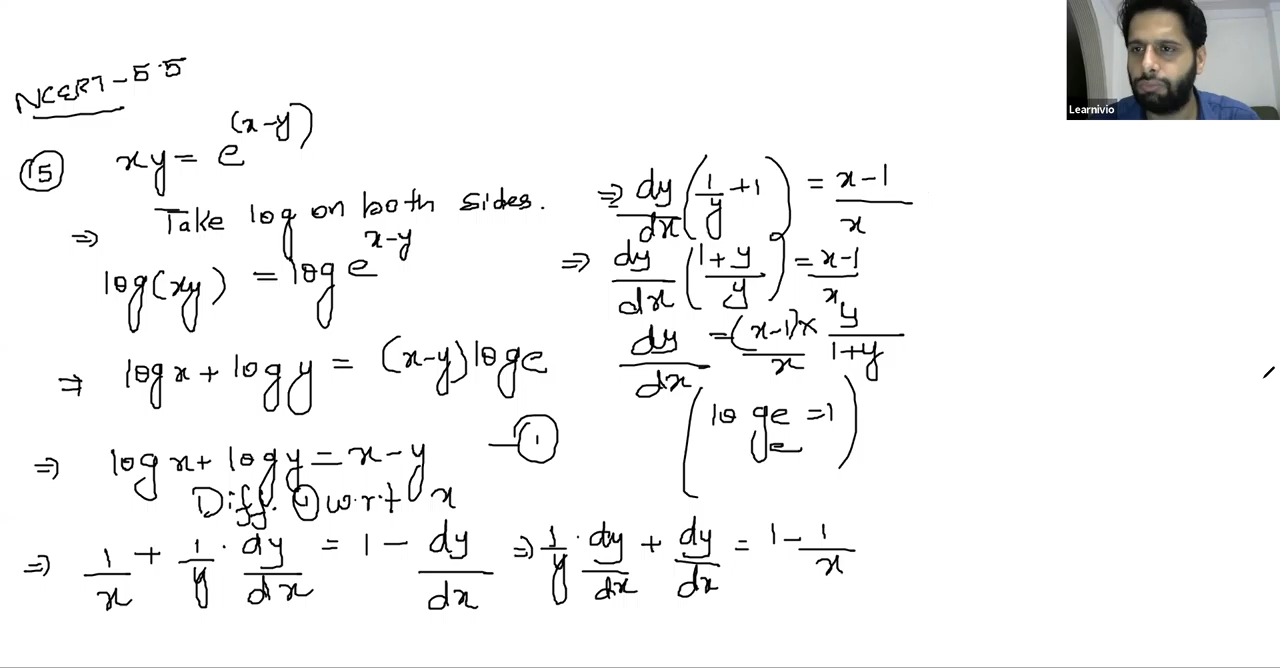 NCERT - 5.5
(15) xy = e^(x-y)
⇒ Take log on both sides.
log(xy) = log e^x-y
⇒ log x + log y = (x-y) log e
⇒ log x + log y = x - y — (1)
Diff. (1) w.r.t x
⇒ 1/x + 1/y · dy/dx = 1 - dy/dx ⇒ 1/y · dy/dx + dy/dx = 1 - 1/x
⇒ dy/dx (1/y + 1) = x-1/x
⇒ dy/dx (1+y/y) = x-1/x
dy/dx = (x-1)/x × y/1+y
(log_e e = 1)
Learnivio